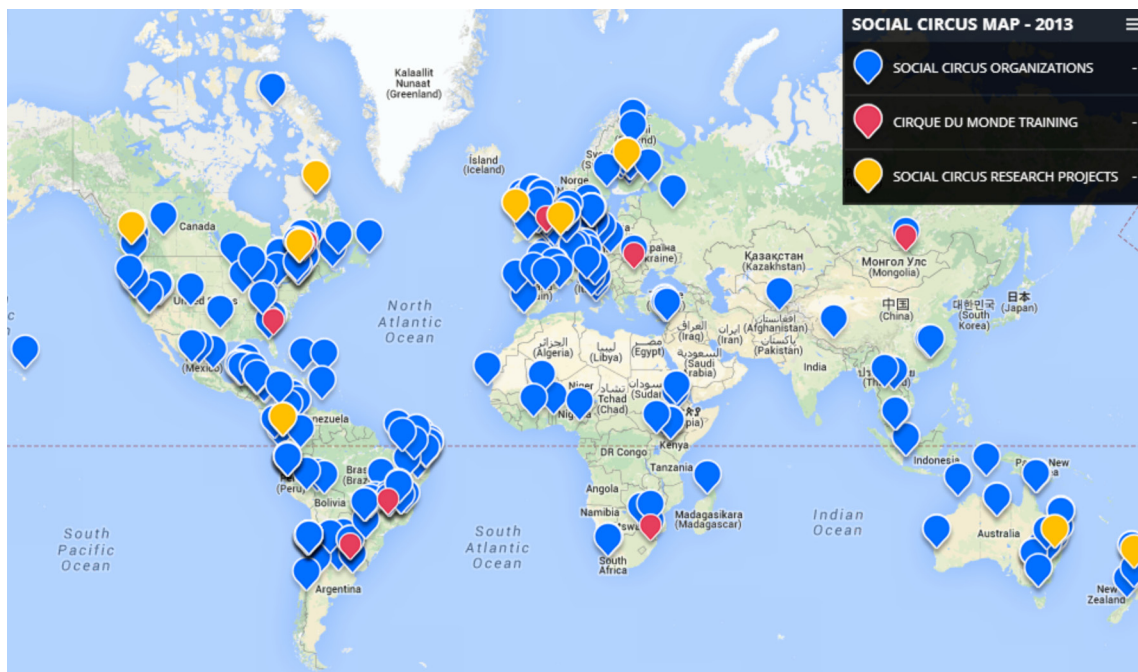 SOCIAL CIRCUS MAP - 2013
SOCIAL CIRCUS ORGANIZATIONS
CIRQUE DU MONDE TRAINING
SOCIAL CIRCUS RESEARCH PROJECTS
Kalaallit
Nunaat
(Greenland)
Ísland
(Iceland)
Norge
Canada
United
North
Atlantic
Ocean
(Mexico)
Қазақстан
(Kazakhstan)
Монгол Улс
(Mongolia)
中国
(China)
대한민국
(South
Korea)
日本
(Japan)
(Algeria)
(Libya)
(Egypt)
(Iraq)
(Iran)
(Afghanistan)
(Pakistan)
(Saudi
Arabia)
India
Niger
Tchad
(Chad)
Kenya
DR Congo
Tanzania
Angola
Namibia
Madagasikara
(Madagascar)
South
Africa
(Peru)
Bolivia
Argentina
South
Pacific
Ocean
South
Atlantic
Ocean
Indian
Ocean
Indonesia
Australia
New
Zealand